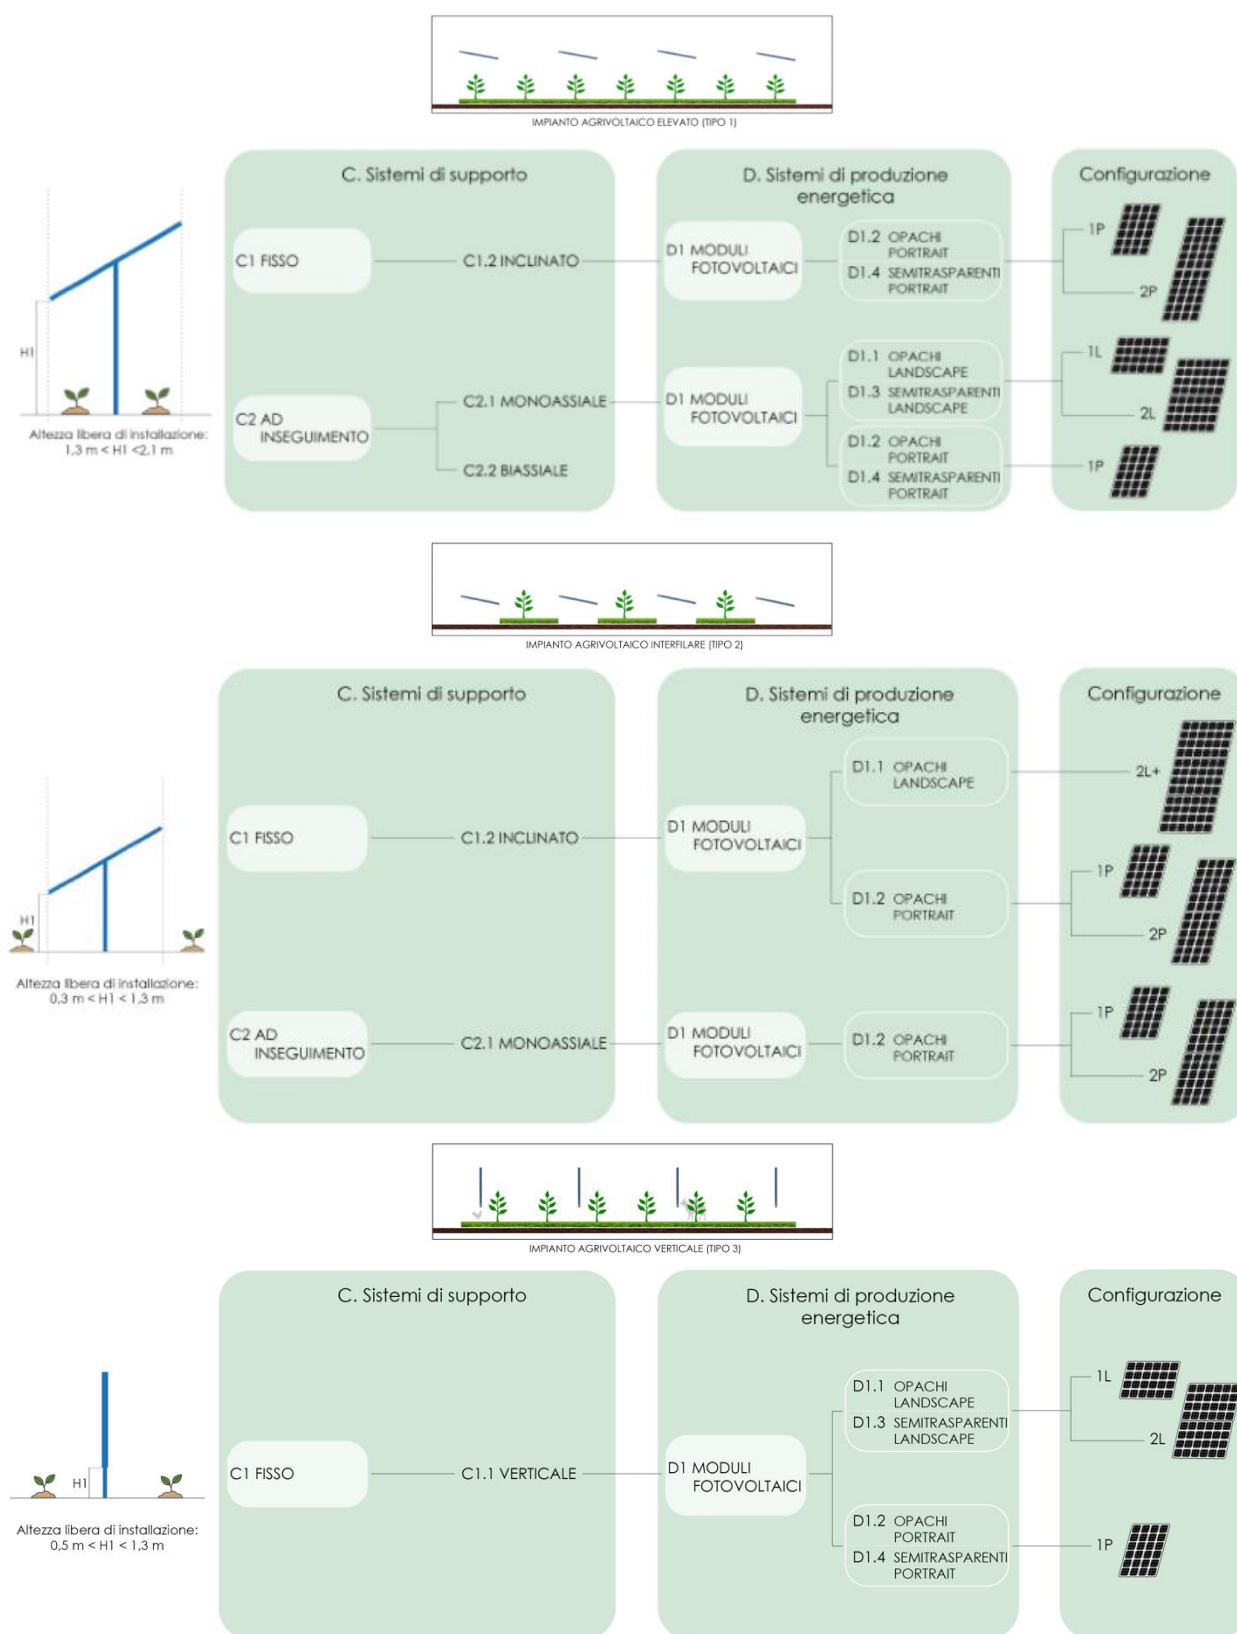 IMPIANTO AGRIVOLTAICO ELEVATO (TIPO 1)
C. Sistemi di supporto
D. Sistemi di produzione
energetica
Configurazione
C1 FISSO
C1.2 INCLINATO
D1 MODULI
FOTOVOLTAICI
D1.2 OPACHI
PORTRAIT
D1.4 SEMITRASPARENTI
PORTRAIT
1P
2P
H1
Altezza libera di installazione:
1,3 m < H1 <2,1 m
C2 AD
INSEGUIMENTO
C2.1 MONOASSIALE
C2.2 BIASSIALE
D1 MODULI
FOTOVOLTAICI
D1.1 OPACHI
LANDSCAPE
D1.3 SEMITRASPARENTI
LANDSCAPE
D1.2 OPACHI
PORTRAIT
D1.4 SEMITRASPARENTI
PORTRAIT
1L
2L
1P
IMPIANTO AGRIVOLTAICO INTERFILARE (TIPO 2)
C. Sistemi di supporto
D. Sistemi di produzione
energetica
Configurazione
D1.1 OPACHI
LANDSCAPE
2L+
C1 FISSO
C1.2 INCLINATO
D1 MODULI
FOTOVOLTAICI
D1.2 OPACHI
PORTRAIT
1P
2P
H1
Altezza libera di installazione:
0,3 m < H1 < 1,3 m
C2 AD
INSEGUIMENTO
C2.1 MONOASSIALE
D1 MODULI
FOTOVOLTAICI
D1.2 OPACHI
PORTRAIT
1P
2P
IMPIANTO AGRIVOLTAICO VERTICALE (TIPO 3)
C. Sistemi di supporto
D. Sistemi di produzione
energetica
Configurazione
D1.1 OPACHI
LANDSCAPE
D1.3 SEMITRASPARENTI
LANDSCAPE
1L
2L
C1 FISSO
C1.1 VERTICALE
D1 MODULI
FOTOVOLTAICI
H1
Altezza libera di installazione:
0,5 m < H1 < 1,3 m
D1.2 OPACHI
PORTRAIT
D1.4 SEMITRASPARENTI
PORTRAIT
1P